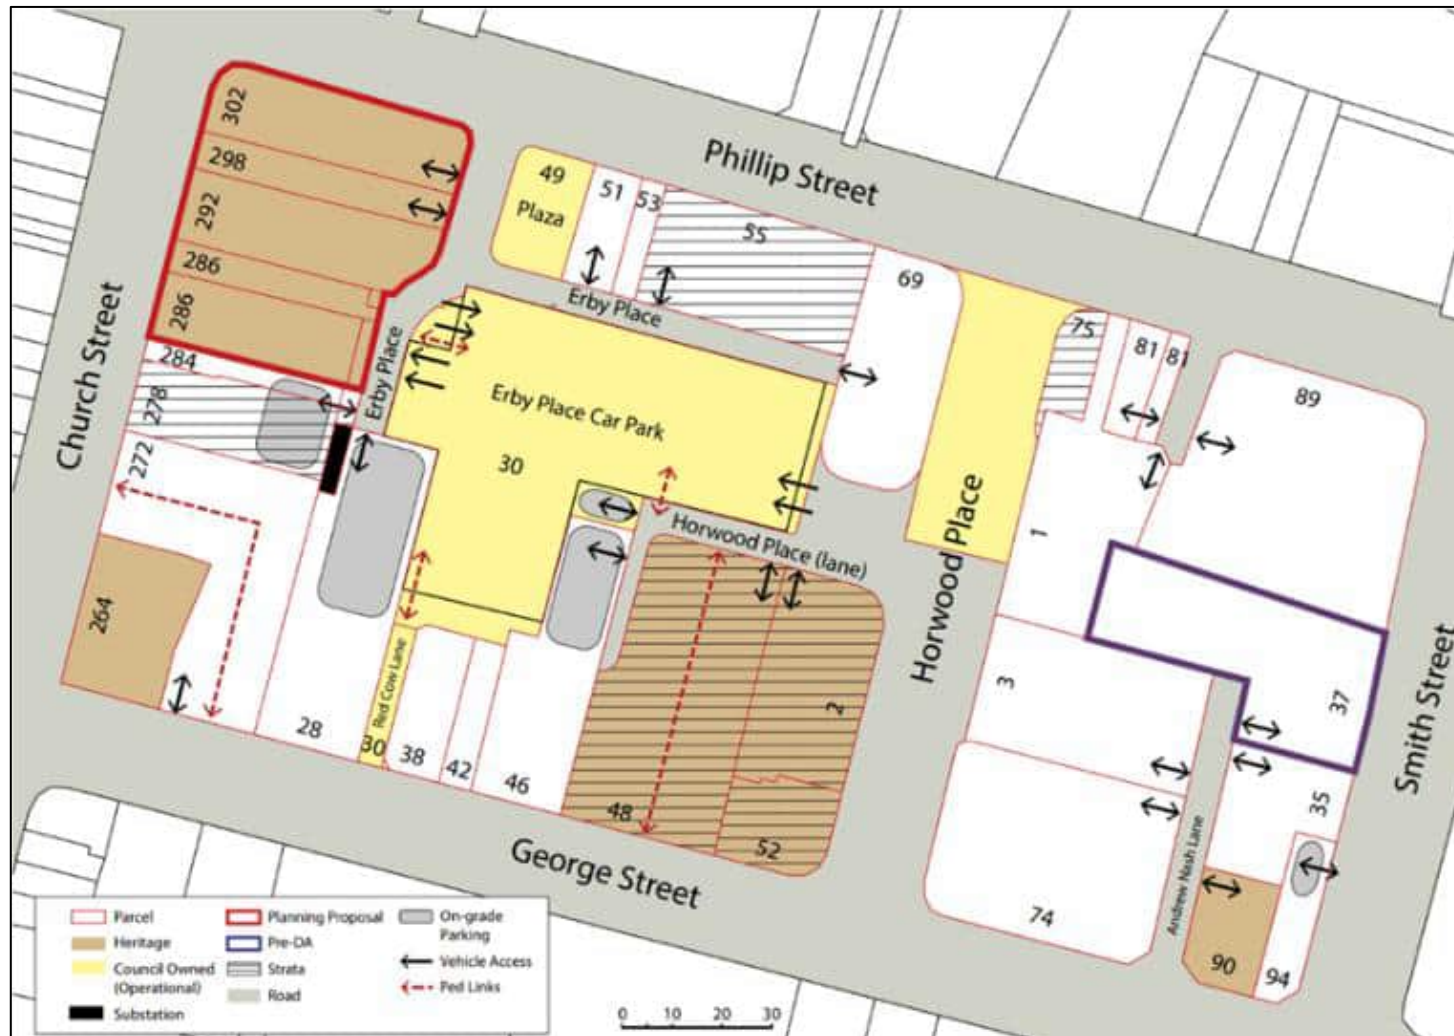 302
298
292
286
286
284
278
272
264
Church Street
Phillip Street
49
Plaza
51
53
55
69
75
81
81
89
Erby Place
Erby Place
Erby Place Car Park
30
Horwood Place (lane)
Horwood Place
1
3
2
37
35
Smith Street
28
Red Cow Lane
30
38
42
46
48
52
George Street
74
Andrew Nash Lane
90
94
Parcel
Heritage
Council Owned
(Operational)
Substation
Planning Proposal
Pre-DA
Strata
Road
On-grade
Parking
Vehicle Access
Ped Links
0 10 20 30